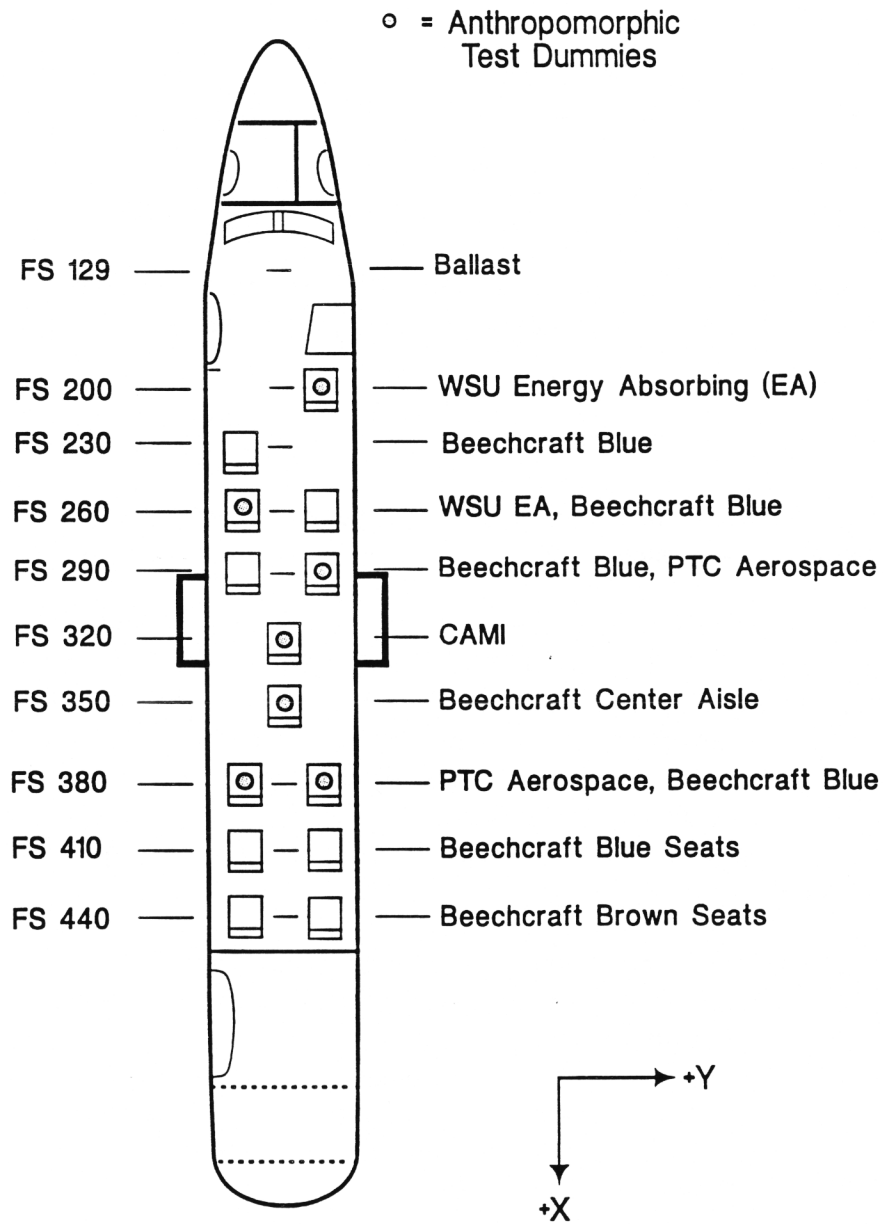 = Anthropomorphic
Test Dummies
FS 129 Ballast
FS 200 WSU Energy Absorbing (EA)
FS 230 Beechcraft Blue
FS 260 WSU EA, Beechcraft Blue
FS 290 Beechcraft Blue, PTC Aerospace
FS 320 CAMI
FS 350 Beechcraft Center Aisle
FS 380 PTC Aerospace, Beechcraft Blue
FS 410 Beechcraft Blue Seats
FS 440 Beechcraft Brown Seats
+Y
+X